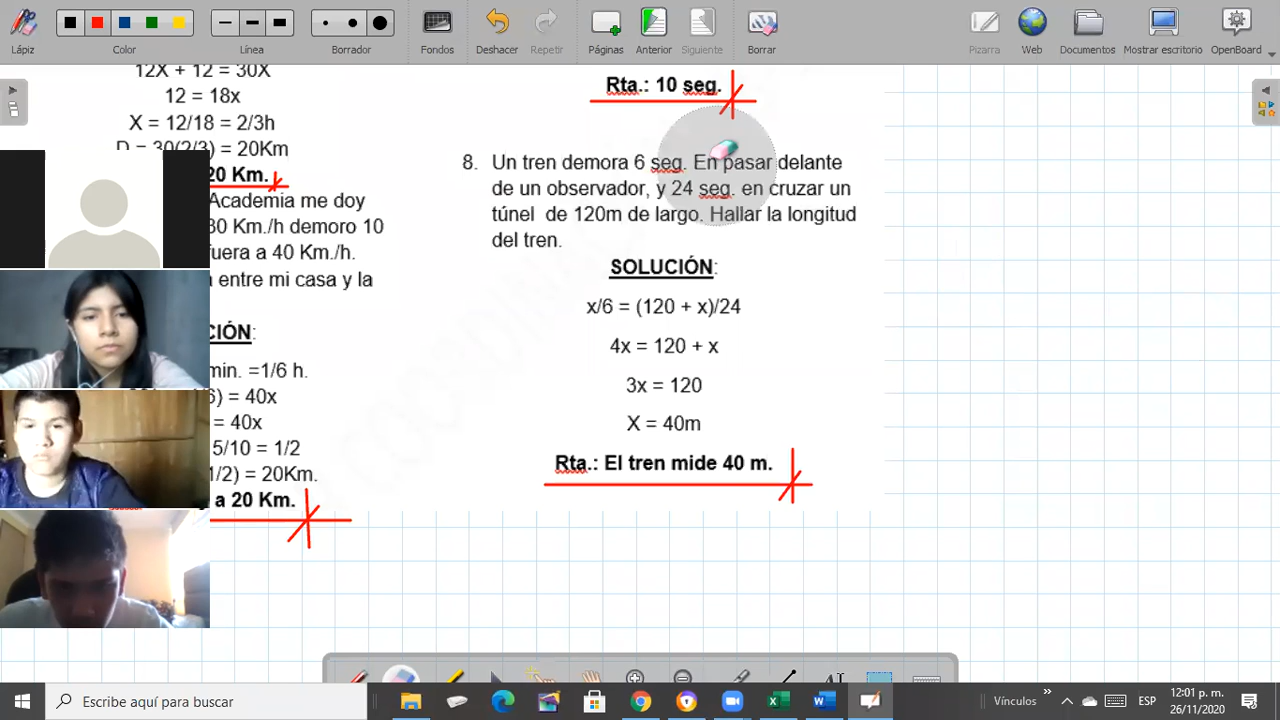 Lápiz
Color
Línea
Borrador
Fondos
Deshacer
Repetir
Páginas
Anterior
Siguiente
Borrar
Pizarra
Web
Documentos
Mostrar escritorio
OpenBoard
12X + 12 = 30X
12 = 18x
X = 12/18 = 2/3h
D = 30(2/3) = 20Km
20 Km.
Academia me doy
Km./h demoro 10
a 40 Km./h.
entre mi casa y la
min. =1/6 h.
= 40x
= 40x
5/10 = 1/2
= 20Km.
a 20 Km.
Rta.: 10 seg.
8. Un tren demora 6 seg. En pasar delante
de un observador, y 24 seg. en cruzar un
túnel de 120m de largo. Hallar la longitud
del tren.
SOLUCIÓN:
x/6 = (120 + x)/24
4x = 120 + x
3x = 120
X = 40m
Rta.: El tren mide 40 m.
Escribe aquí para buscar
Vínculos
ESP
12:01 p. m.
26/11/2020